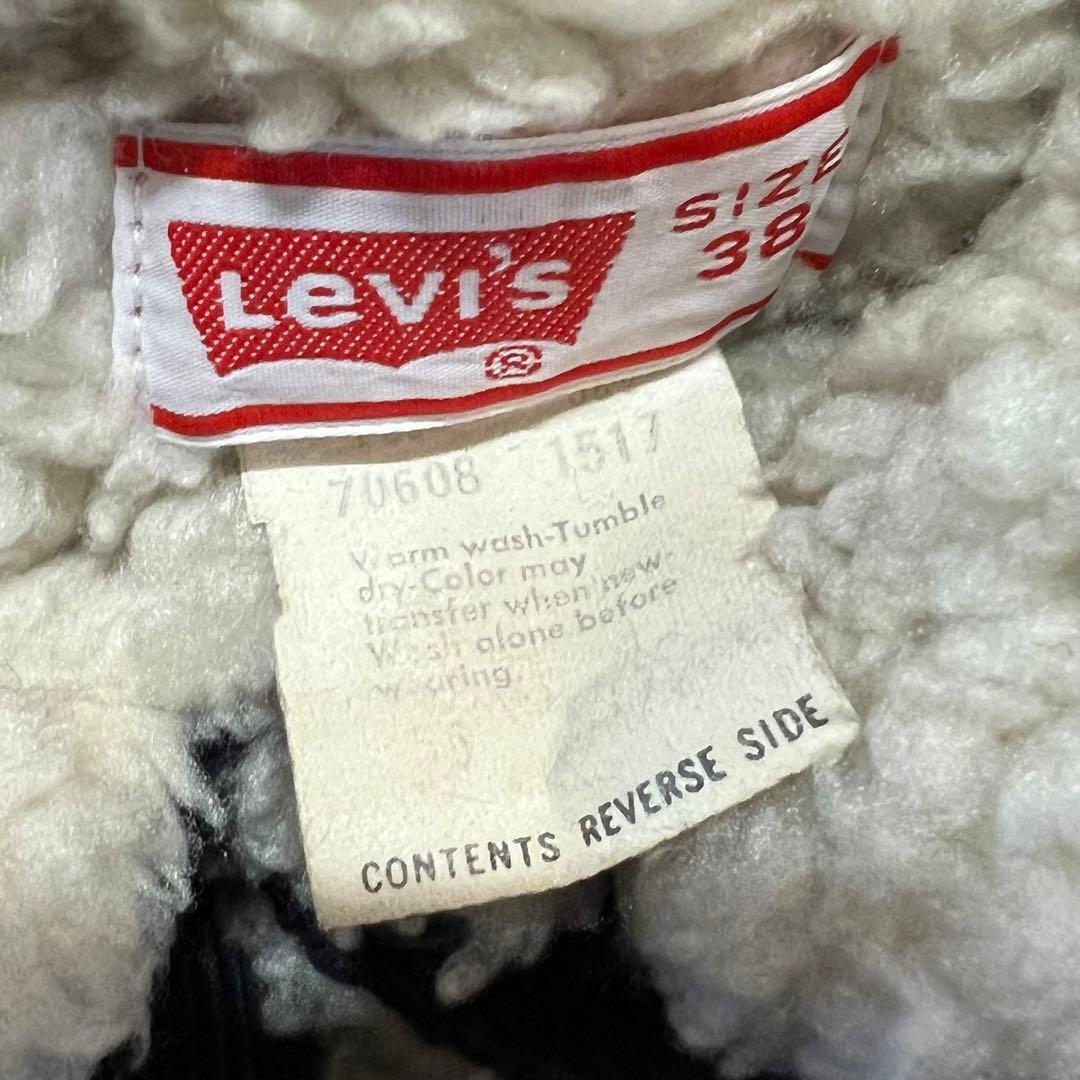 Levi's
®
SIZE
38
70608 1517
Warm wash-Tumble
dry-Color may
transfer when new-
Wash alone before
wearing.
CONTENTS REVERSE SIDE